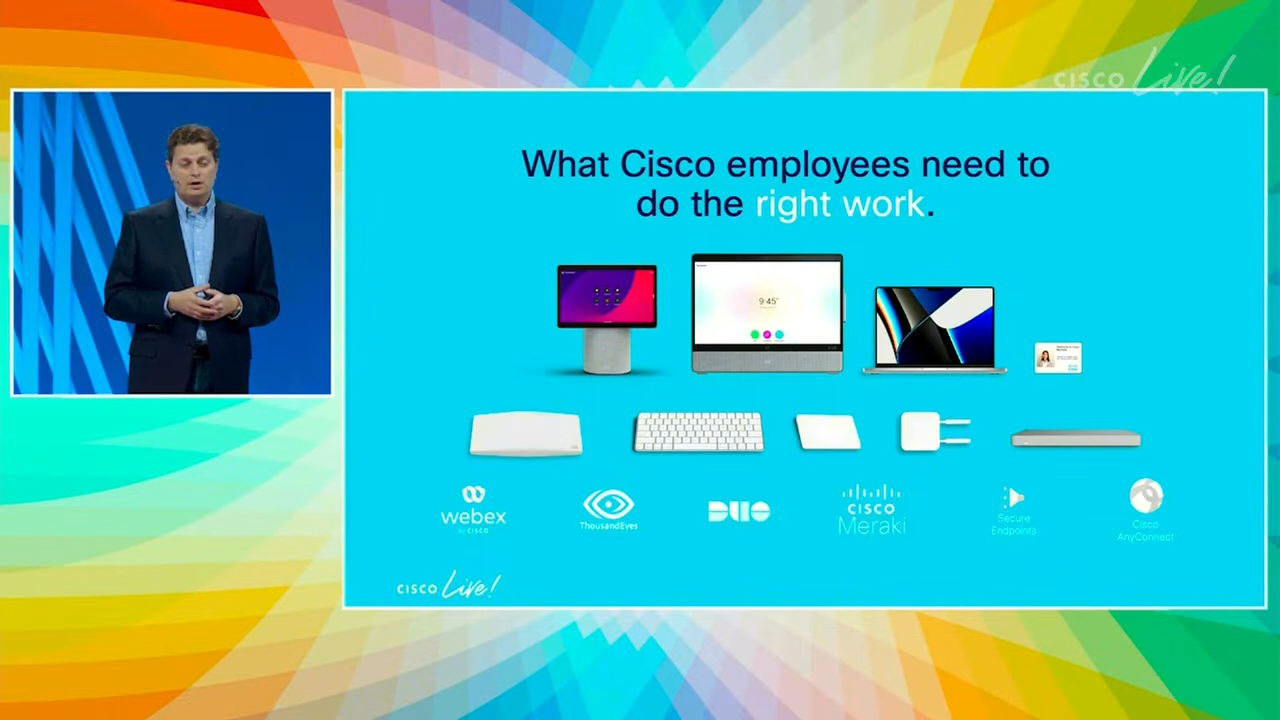 CISCO Live!
What Cisco employees need to
do the right work.
9:45
webex
by CISCO
ThousandEyes
DUO
CISCO
Meraki
Secure
Endpoints
Cisco
AnyConnect
CISCO Live!